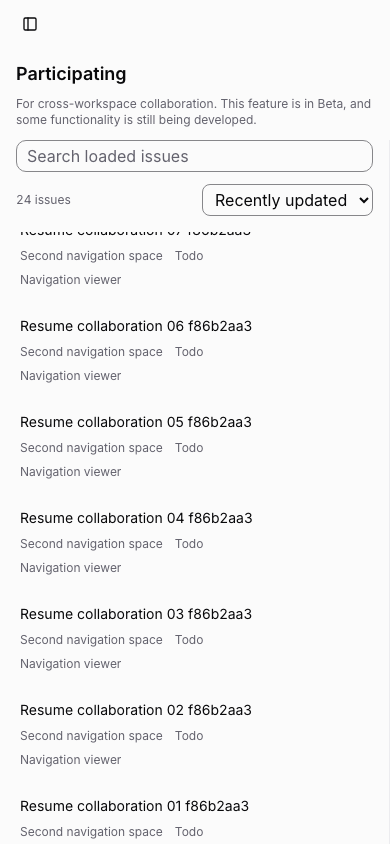 Participating
For cross-workspace collaboration. This feature is in Beta, and
some functionality is still being developed.
Search loaded issues
24 issues
Recently updated
Resume collaboration 07 f86b2aa3
Second navigation space Todo
Navigation viewer
Resume collaboration 06 f86b2aa3
Second navigation space Todo
Navigation viewer
Resume collaboration 05 f86b2aa3
Second navigation space Todo
Navigation viewer
Resume collaboration 04 f86b2aa3
Second navigation space Todo
Navigation viewer
Resume collaboration 03 f86b2aa3
Second navigation space Todo
Navigation viewer
Resume collaboration 02 f86b2aa3
Second navigation space Todo
Navigation viewer
Resume collaboration 01 f86b2aa3
Second navigation space Todo